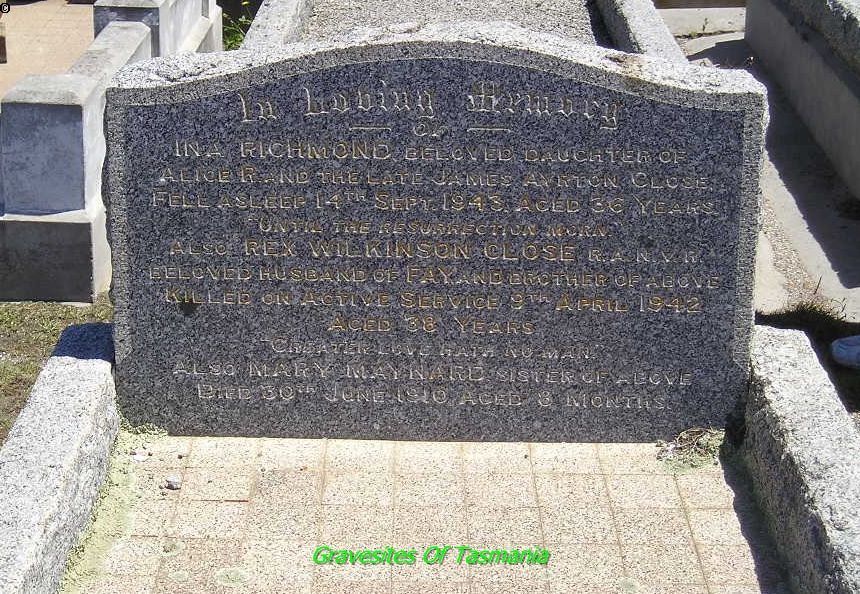 ©
In Loving Memory
OF
INA RICHMOND, BELOVED DAUGHTER OF
ALICE R. AND THE LATE JAMES AYRTON CLOSE.
FELL ASLEEP 14TH SEPT. 1943, AGED 36 YEARS.
"UNTIL THE RESURRECTION MORN."
ALSO REX WILKINSON CLOSE R.A.N.V.R.
BELOVED HUSBAND OF FAY, AND BROTHER OF ABOVE
KILLED ON ACTIVE SERVICE 9TH APRIL 1942
AGED 38 YEARS
"GREATER LOVE HATH NO MAN."
ALSO MARY MAYNARD SISTER OF ABOVE
DIED 30TH JUNE 1910 AGED 8 MONTHS.
Gravesites Of Tasmania